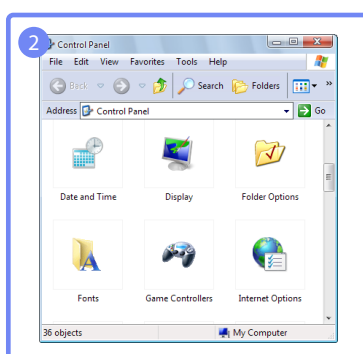 2
Control Panel
File Edit View Favorites Tools Help
Back Search Folders »
Address Control Panel Go
Date and Time Display Folder Options
Fonts Game Controllers Internet Options
36 objects My Computer